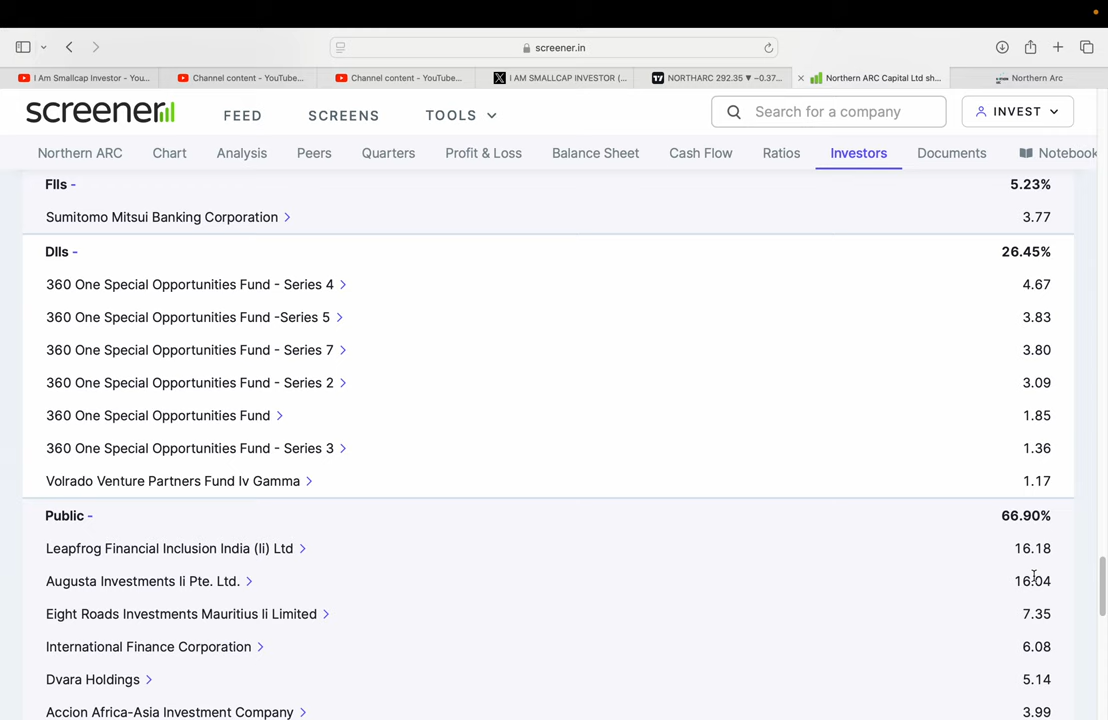 screener.in
I Am Smallcap Investor - You...
Channel content - YouTube...
Channel content - YouTube...
I AM SMALLCAP INVESTOR (...
NORTHARC 292.35 ▼ −0.37...
Northern ARC Capital Ltd sh...
Northern Arc
screener
FEED
SCREENS
TOOLS
Search for a company
INVEST
Northern ARC
Chart
Analysis
Peers
Quarters
Profit & Loss
Balance Sheet
Cash Flow
Ratios
Investors
Documents
Notebook
FIIs - 5.23%
Sumitomo Mitsui Banking Corporation 3.77
DIIs - 26.45%
360 One Special Opportunities Fund - Series 4 4.67
360 One Special Opportunities Fund -Series 5 3.83
360 One Special Opportunities Fund - Series 7 3.80
360 One Special Opportunities Fund - Series 2 3.09
360 One Special Opportunities Fund 1.85
360 One Special Opportunities Fund - Series 3 1.36
Volrado Venture Partners Fund Iv Gamma 1.17
Public - 66.90%
Leapfrog Financial Inclusion India (Ii) Ltd 16.18
Augusta Investments Ii Pte. Ltd. 16.04
Eight Roads Investments Mauritius Ii Limited 7.35
International Finance Corporation 6.08
Dvara Holdings 5.14
Accion Africa-Asia Investment Company 3.99